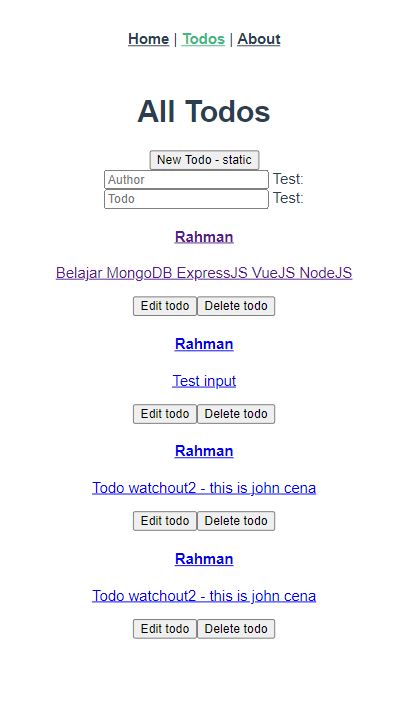 Home | Todos | About
All Todos
New Todo - static
Author Test:
Todo Test:
Rahman
Belajar MongoDB ExpressJS VueJS NodeJS
Edit todo Delete todo
Rahman
Test input
Edit todo Delete todo
Rahman
Todo watchout2 - this is john cena
Edit todo Delete todo
Rahman
Todo watchout2 - this is john cena
Edit todo Delete todo